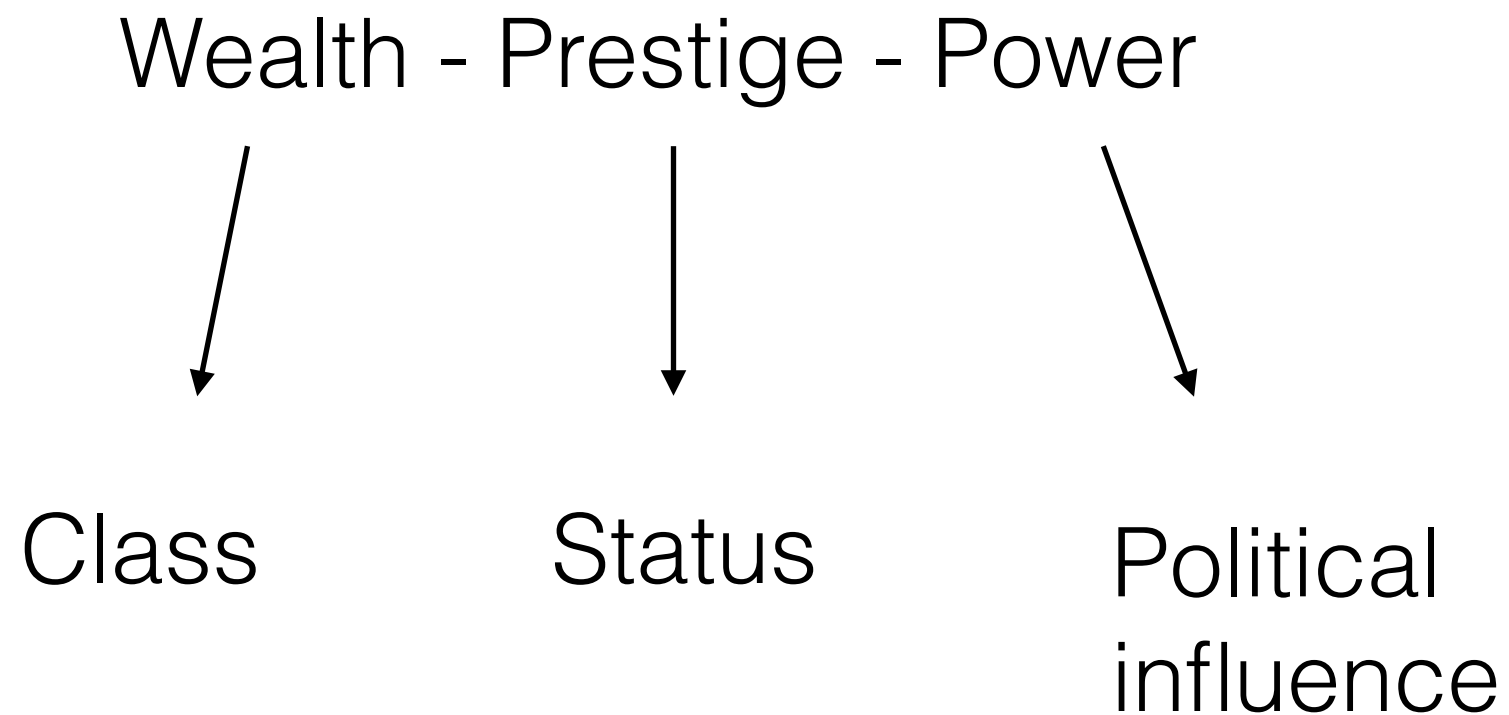 Wealth - Prestige - Power
Class
Status
Political
influence